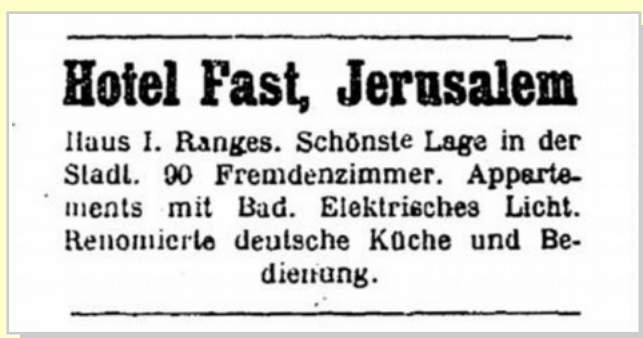 Hotel Fast, Jerusalem
Haus I. Ranges. Schönste Lage in der
Stadt. 90 Fremdenzimmer. Apparte-
ments mit Bad. Elektrisches Licht.
Renomierte deutsche Küche und Be-
dienung.